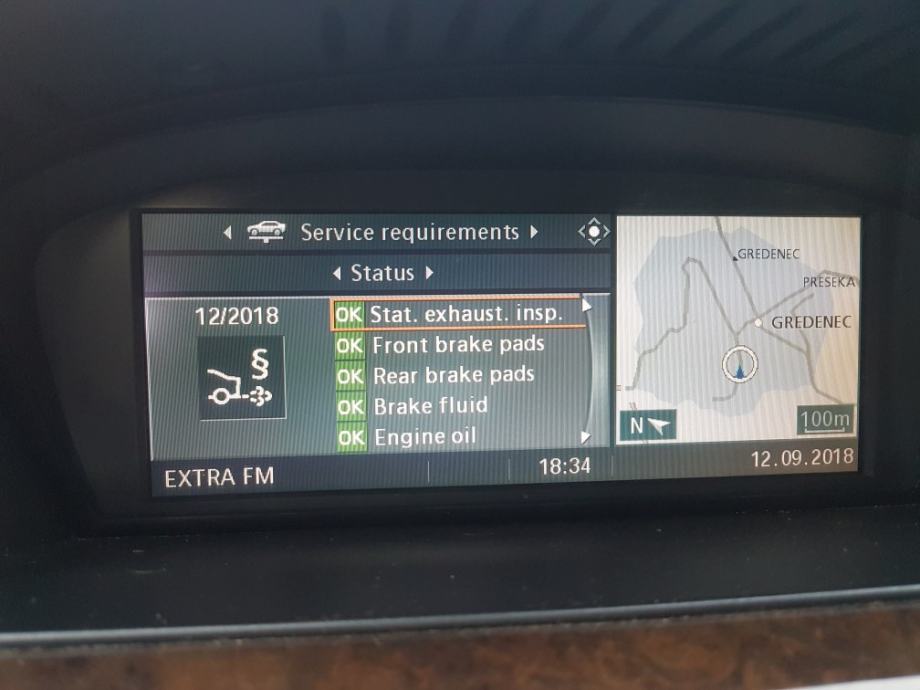 Service requirements
Status
12/2018
§
OK Stat. exhaust. insp.
OK Front brake pads
OK Rear brake pads
OK Brake fluid
OK Engine oil
EXTRA FM
18:34
GREDENEC
PRESEKA
GREDENEC
N
100m
12.09.2018